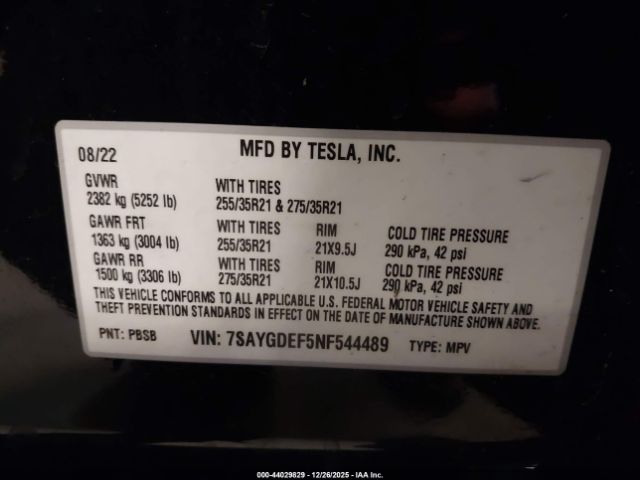 08/22 MFD BY TESLA, INC.
GVWR WITH TIRES
2382 kg (5252 lb) 255/35R21 & 275/35R21
GAWR FRT WITH TIRES RIM COLD TIRE PRESSURE
1363 kg (3004 lb) 255/35R21 21X9.5J 290 kPa, 42 psi
GAWR RR WITH TIRES RIM COLD TIRE PRESSURE
1500 kg (3306 lb) 275/35R21 21X10.5J 290 kPa, 42 psi
THIS VEHICLE CONFORMS TO ALL APPLICABLE U.S. FEDERAL MOTOR VEHICLE SAFETY AND
THEFT PREVENTION STANDARDS IN EFFECT ON THE DATE OF MANUFACTURE SHOWN ABOVE.
PNT: PBSB VIN: 7SAYGDEF5NF544489 TYPE: MPV
000-44029829 - 12/26/2025 - IAA Inc.